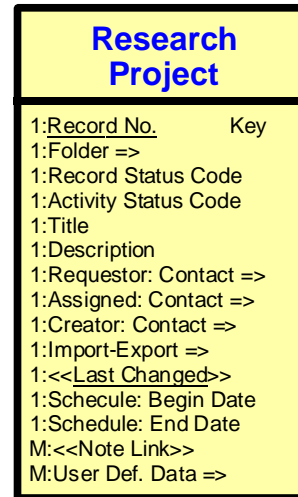 Research
Project
1:Record No. Key
1:Folder =>
1:Record Status Code
1:Activity Status Code
1:Title
1:Description
1:Requestor: Contact =>
1:Assigned: Contact =>
1:Creator: Contact =>
1:Import-Export =>
1:<<Last Changed>>
1:Schecule: Begin Date
1:Schedule: End Date
M:<<Note Link>>
M:User Def. Data =>